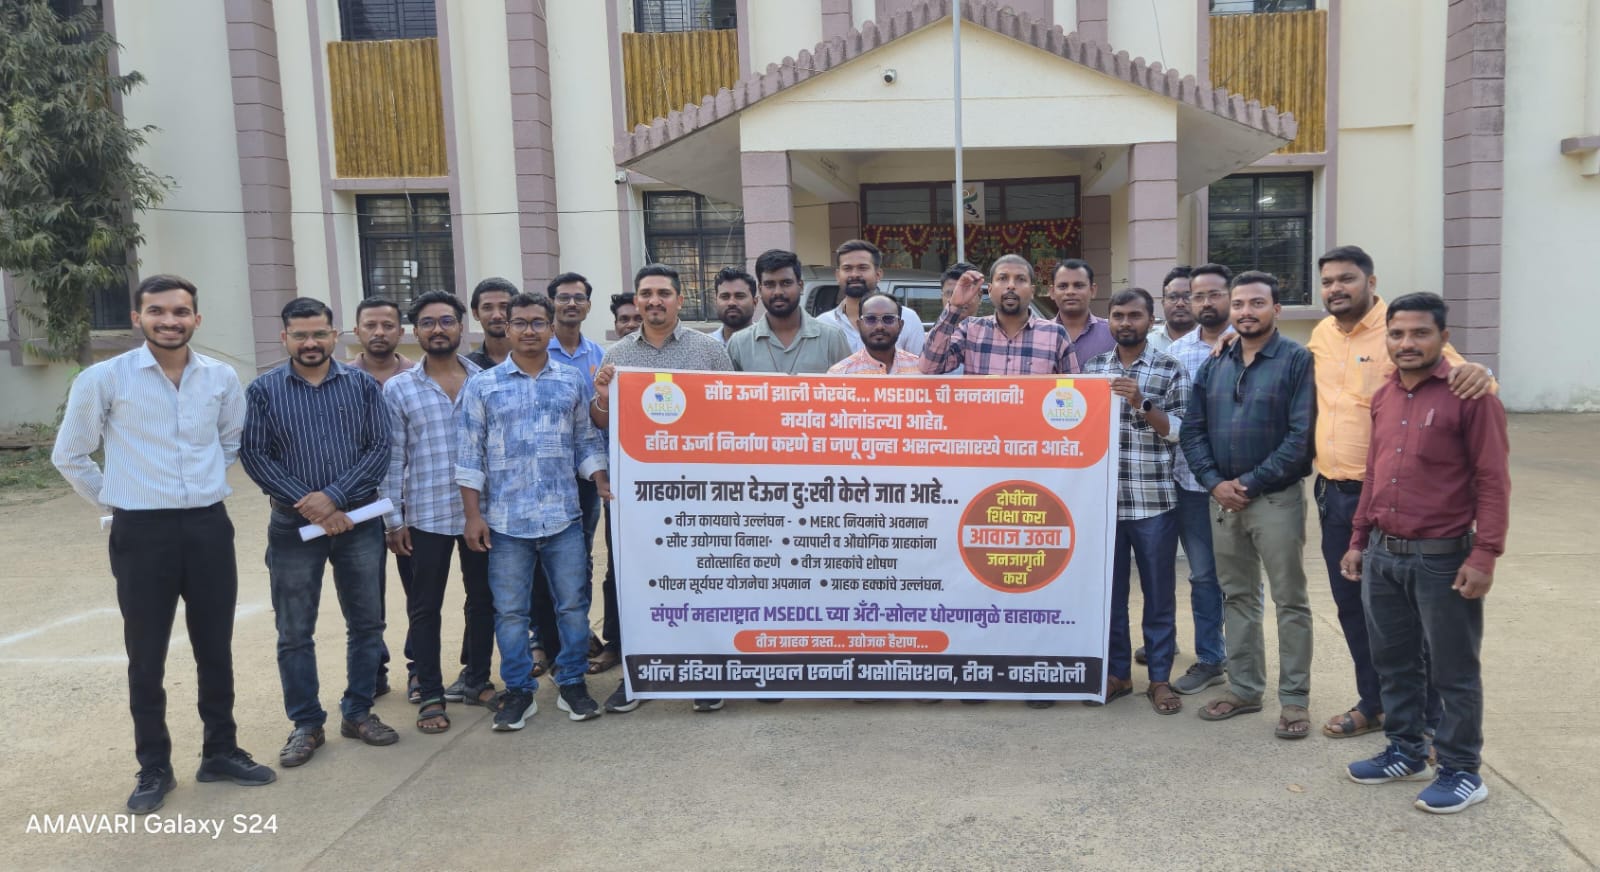 सौर ऊर्जा झाली जेरबंद... MSEDCL ची मनमानी!
मर्यादा ओलांडल्या आहेत.
हरित ऊर्जा निर्माण करणे हा जणू गुन्हा असल्यासारखे वाटत आहेत.
AIREA
AIREA
ग्राहकांना त्रास देऊन दुःखी केले जात आहे...
• वीज कायद्याचे उल्लंघन - • MERC नियमांचे अवमान
• सौर उद्योगाचा विनाश- • व्यापारी व औद्योगिक ग्राहकांना
हतोत्साहित करणे • वीज ग्राहकांचे शोषण
• पीएम सूर्यघर योजनेचा अपमान • ग्राहक हक्कांचे उल्लंघन.
दोषींना
शिक्षा करा
आवाज उठवा
जनजागृती
करा
संपूर्ण महाराष्ट्रात MSEDCL च्या अँटी-सोलर धोरणामुळे हाहाकार...
वीज ग्राहक त्रस्त... उद्योजक हैराण...
ऑल इंडिया रिन्युएबल एनर्जी असोसिएशन, टीम - गडचिरोली
AMAVARI Galaxy S24